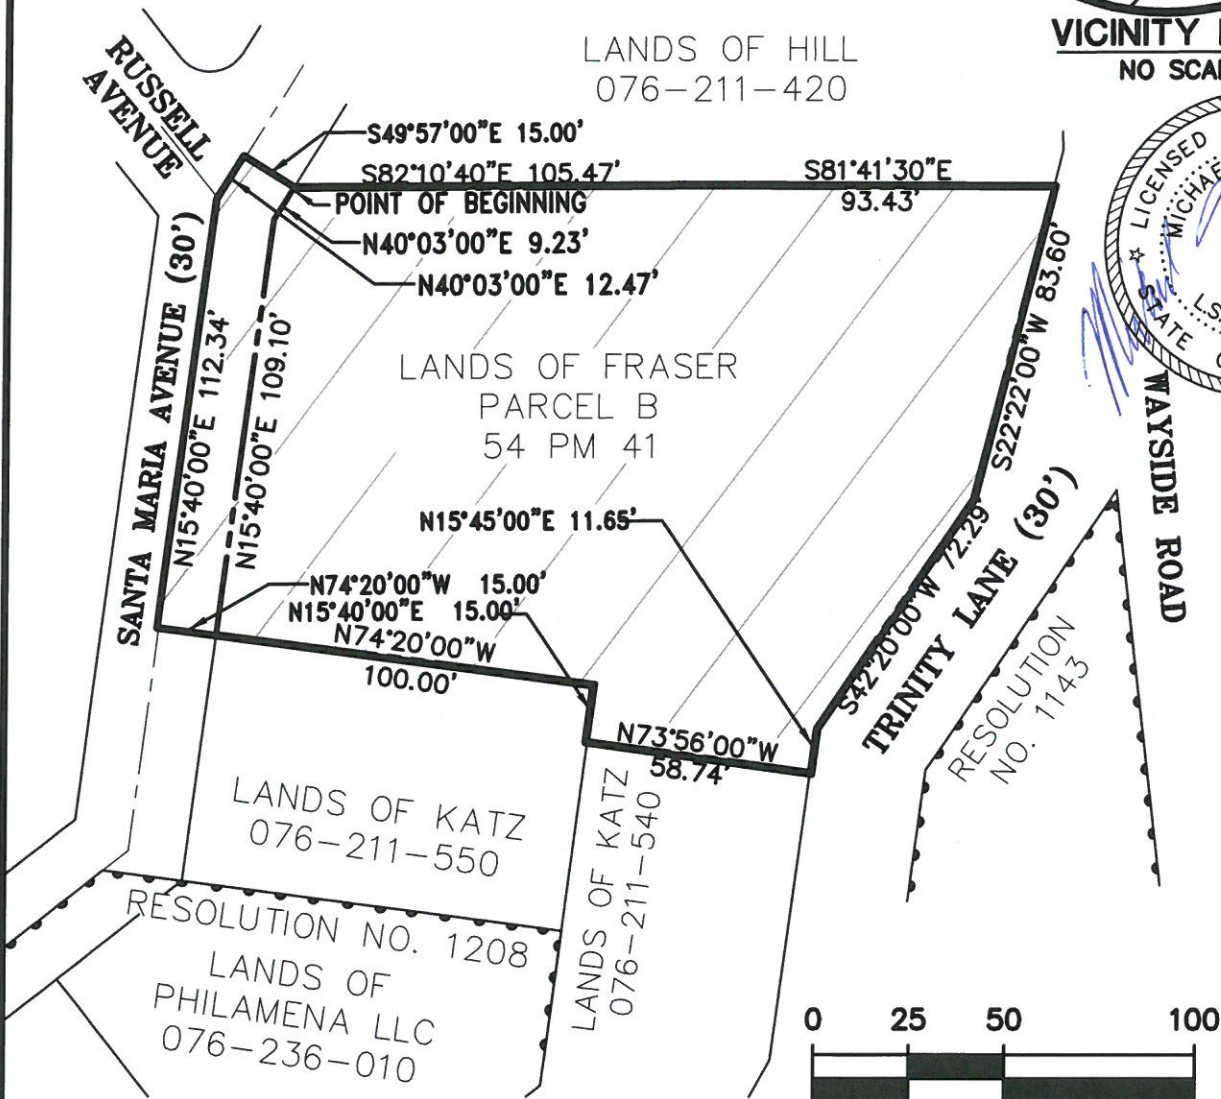 VICINITY
NO SCA
LANDS OF HILL
076-211-420
RUSSELL
AVENUE
S49°57'00"E 15.00'
S82°10'40"E 105.47'
S81°41'30"E
93.43'
POINT OF BEGINNING
N40°03'00"E 9.23'
N40°03'00"E 12.47'
LICENSED
MICHAE
L.S.
STATE
SANTA MARIA AVENUE (30')
N15°40'00"E 112.34'
N15°40'00"E 109.10'
LANDS OF FRASER
PARCEL B
54 PM 41
S22°22'00"W 83.60'
WAYSIDE ROAD
N15°45'00"E 11.65'
S42°20'00"W 72.29'
TRINITY LANE (30')
N74°20'00"W 15.00'
N15°40'00"E 15.00'
N74°20'00"W
100.00'
N73°56'00"W
58.74'
RESOLUTION
NO. 1143
LANDS OF KATZ
076-211-550
LANDS OF KATZ
076-211-540
RESOLUTION NO. 1208
LANDS OF
PHILAMENA LLC
076-236-010
0 25 50 100